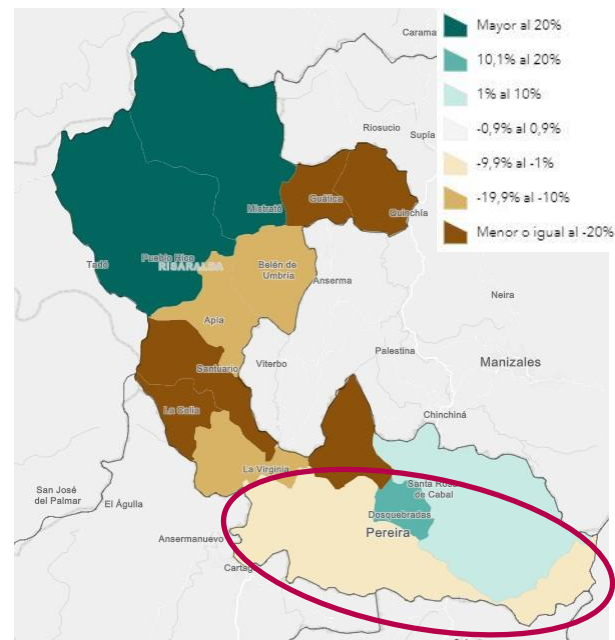 Mayor al 20%
10,1% al 20%
1% al 10%
-0,9% al 0,9%
-9,9% al -1%
-19,9% al -10%
Menor o igual al -20%
Carama
Riosucio
Supía
Guática
Mistrató
Quinchía
Tadó
Pueblo Rico
RISARALDA
Belén de
Umbría
Anserma
Neira
Apía
Palestina
Viterbo
Manizales
Santuario
La Celia
Chinchiná
La Virginia
Santa Ros
de Cabal
San José
del Palmar
El Águila
Dosquebradas
Pereira
Ansermanuevo
Cartag